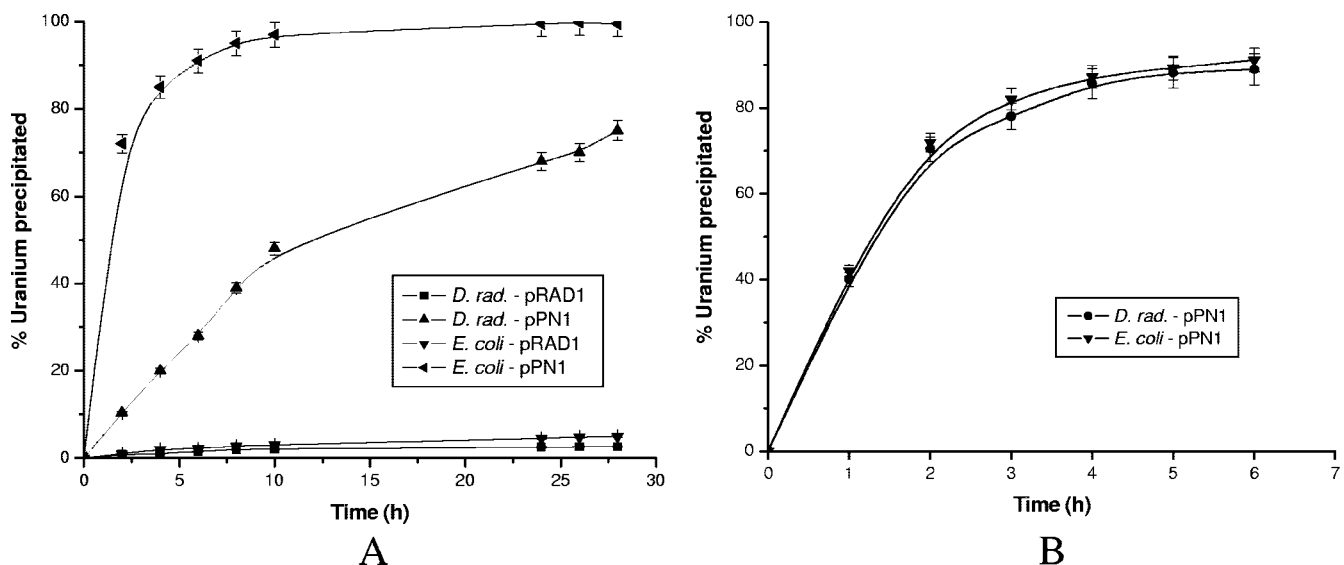 100
80
60
40
20
0
% Uranium precipitated
D. rad. - pRAD1
D. rad. - pPN1
E. coli - pRAD1
E. coli - pPN1
0 5 10 15 20 25 30
Time (h)
A
100
80
60
40
20
0
% Uranium precipitated
D. rad. - pPN1
E. coli - pPN1
0 1 2 3 4 5 6 7
Time (h)
B